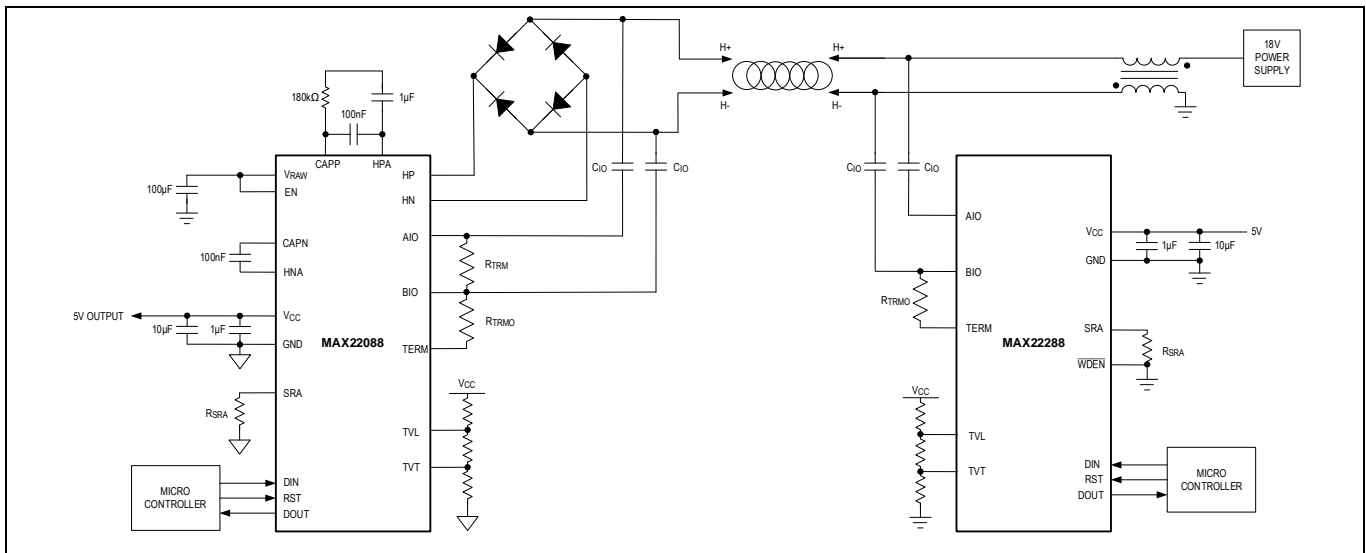 18V
POWER
SUPPLY
H+
H+
H-
H-
180kΩ
1µF
100nF
CAPP
HPA
VRAW
EN
100µF
CAPN
HNA
100nF
5V OUTPUT
10µF
1µF
VCC
GND
MAX22088
SRA
RSRA
MICRO
CONTROLLER
DIN
RST
DOUT
HP
HN
AIO
BIO
TERM
TVL
TVT
RTRM
RTRMO
CIO
CIO
VCC
CIO
CIO
AIO
BIO
RTRMO
TERM
MAX22288
VCC
GND
1µF
10µF
5V
SRA
WDEN
RSRA
VCC
TVL
TVT
DIN
RST
DOUT
MICRO
CONTROLLER